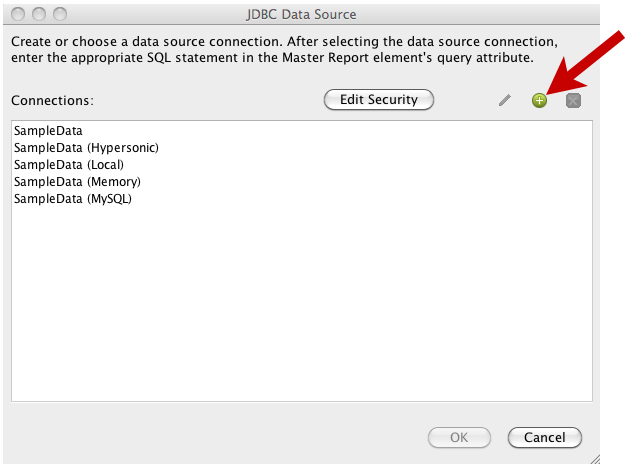 JDBC Data Source
Create or choose a data source connection. After selecting the data source connection,
enter the appropriate SQL statement in the Master Report element's query attribute.
Connections:
Edit Security
SampleData
SampleData (Hypersonic)
SampleData (Local)
SampleData (Memory)
SampleData (MySQL)
OK
Cancel